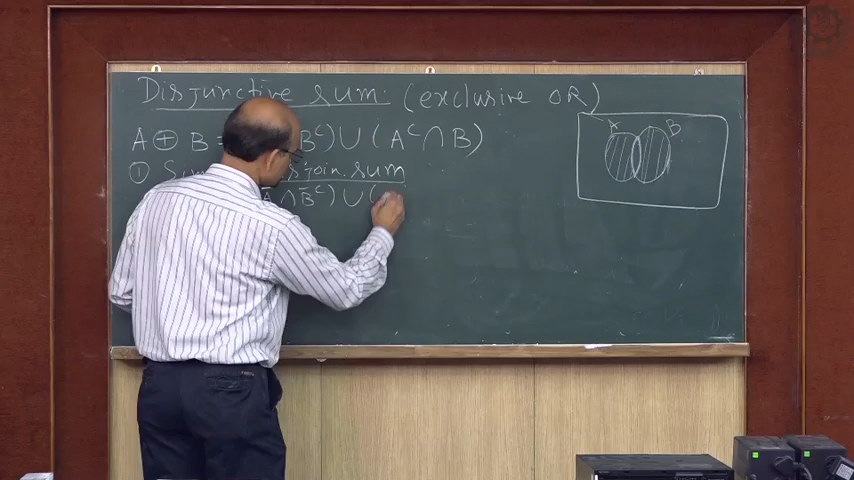 Disjunctive sum. (exclusive OR)
A ⊕ B = B^c) ∪ (A^c ∩ B)
① join. sum
A̅ ∩ B̅^c) ∪ (
A B